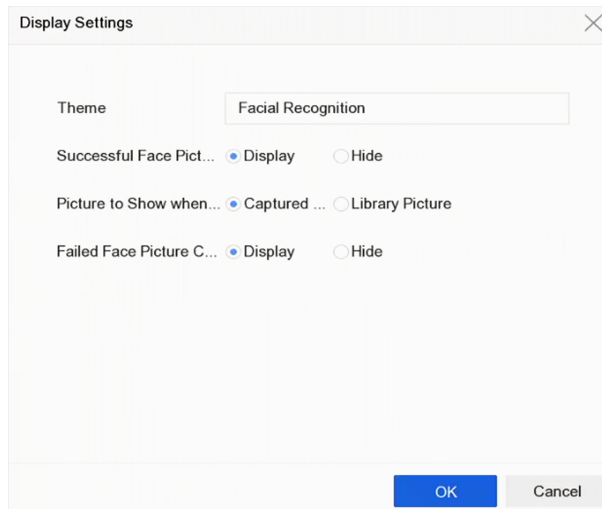 Display Settings
Theme Facial Recognition
Successful Face Pict... Display Hide
Picture to Show when... Captured ... Library Picture
Failed Face Picture C... Display Hide
OK Cancel